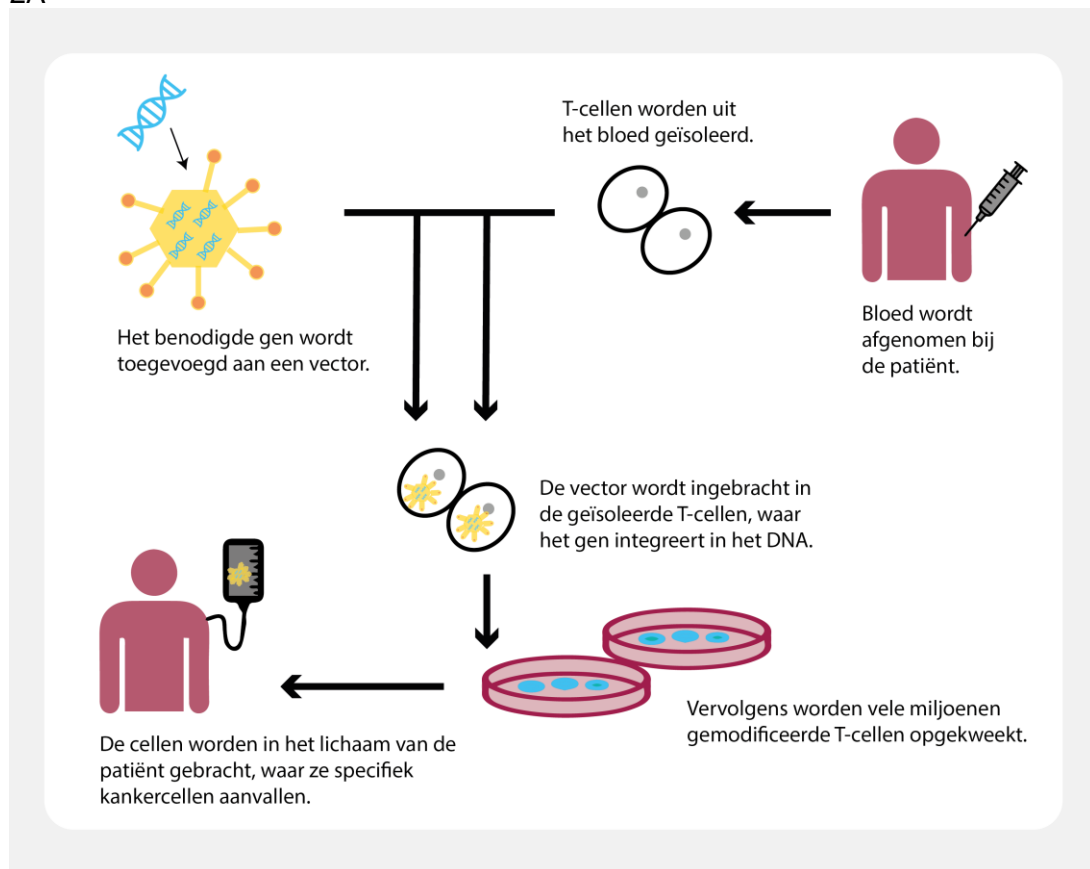 2A
T-cellen worden uit
het bloed geïsoleerd.
Het benodigde gen wordt
toegevoegd aan een vector.
Bloed wordt
afgenomen bij
de patiënt.
De vector wordt ingebracht in
de geïsoleerde T-cellen, waar
het gen integreert in het DNA.
Vervolgens worden vele miljoenen
gemodificeerde T-cellen opgekweekt.
De cellen worden in het lichaam van de
patiënt gebracht, waar ze specifiek
kankercellen aanvallen.